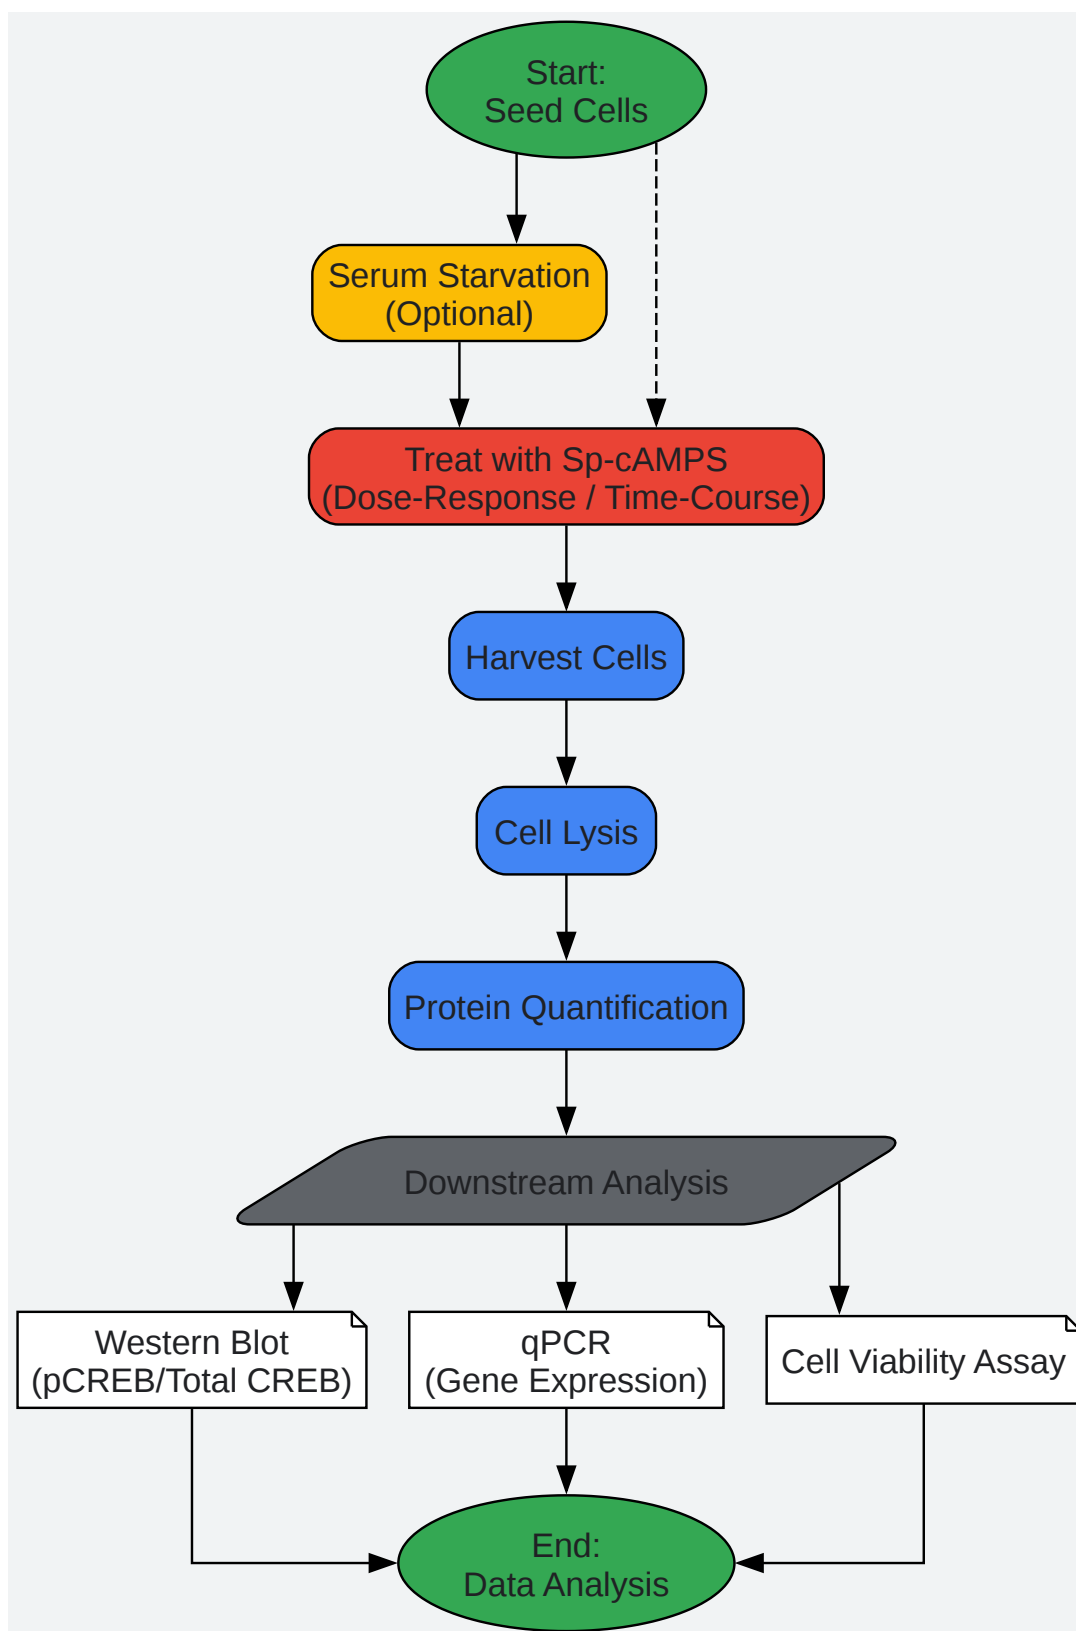 Start:
Seed Cells
Serum Starvation
(Optional)
Treat with Sp-cAMPS
(Dose-Response / Time-Course)
Harvest Cells
Cell Lysis
Protein Quantification
Downstream Analysis
Western Blot
(pCREB/Total CREB)
qPCR
(Gene Expression)
Cell Viability Assay
End:
Data Analysis